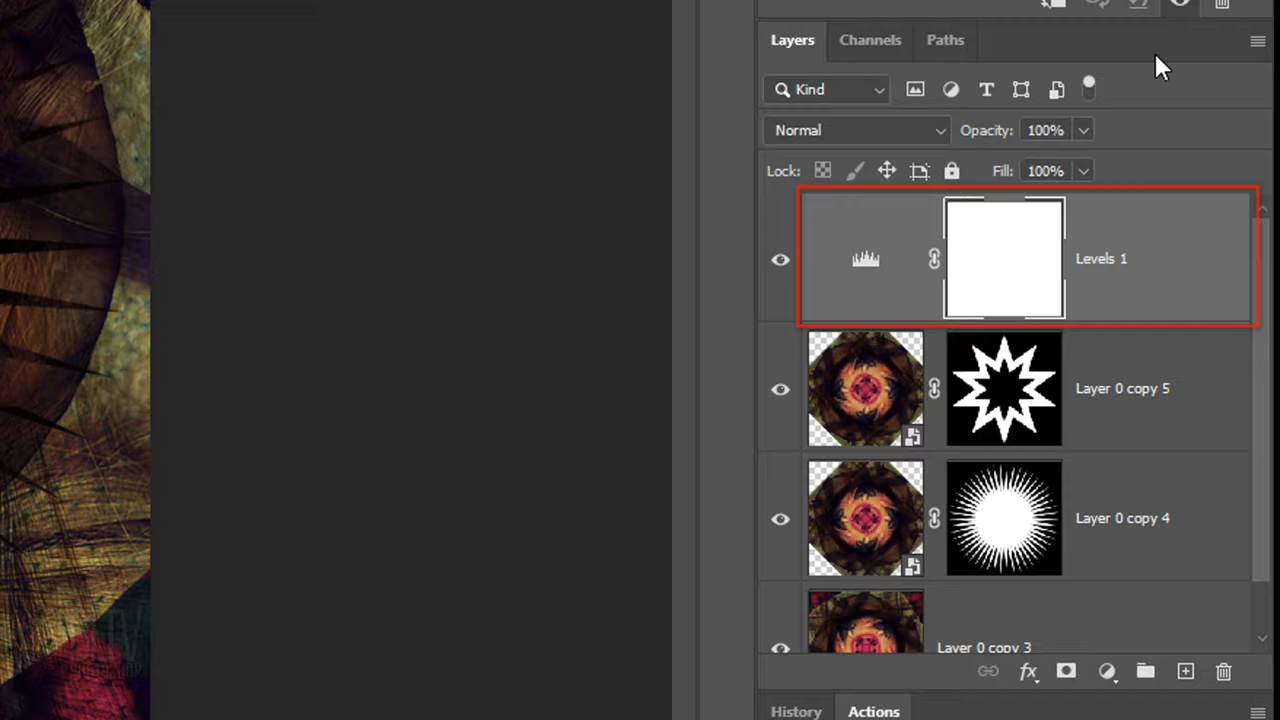 Layers Channels Paths
Kind
Normal Opacity: 100%
Lock: Fill: 100%
Levels 1
Layer 0 copy 5
Layer 0 copy 4
Layer 0 copy 3
fx
History Actions